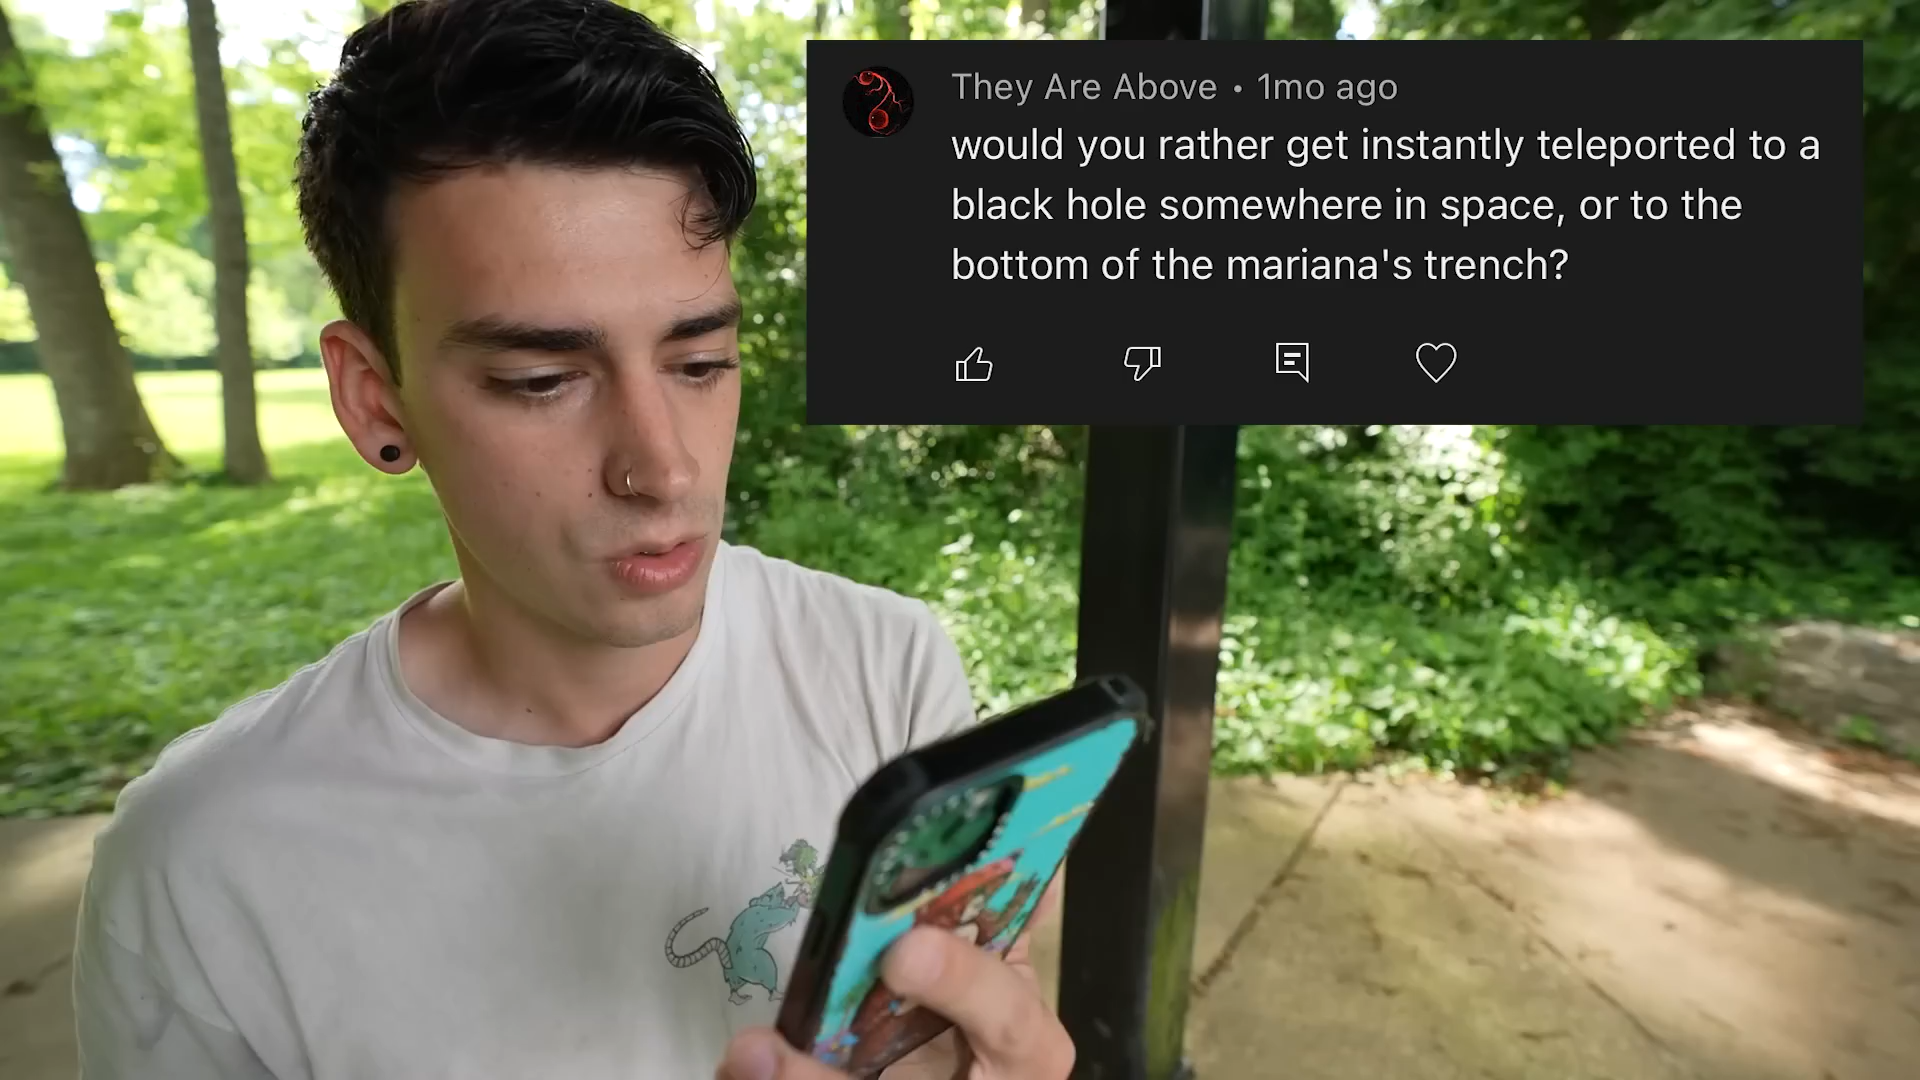 They Are Above • 1mo ago
would you rather get instantly teleported to a
black hole somewhere in space, or to the
bottom of the mariana's trench?